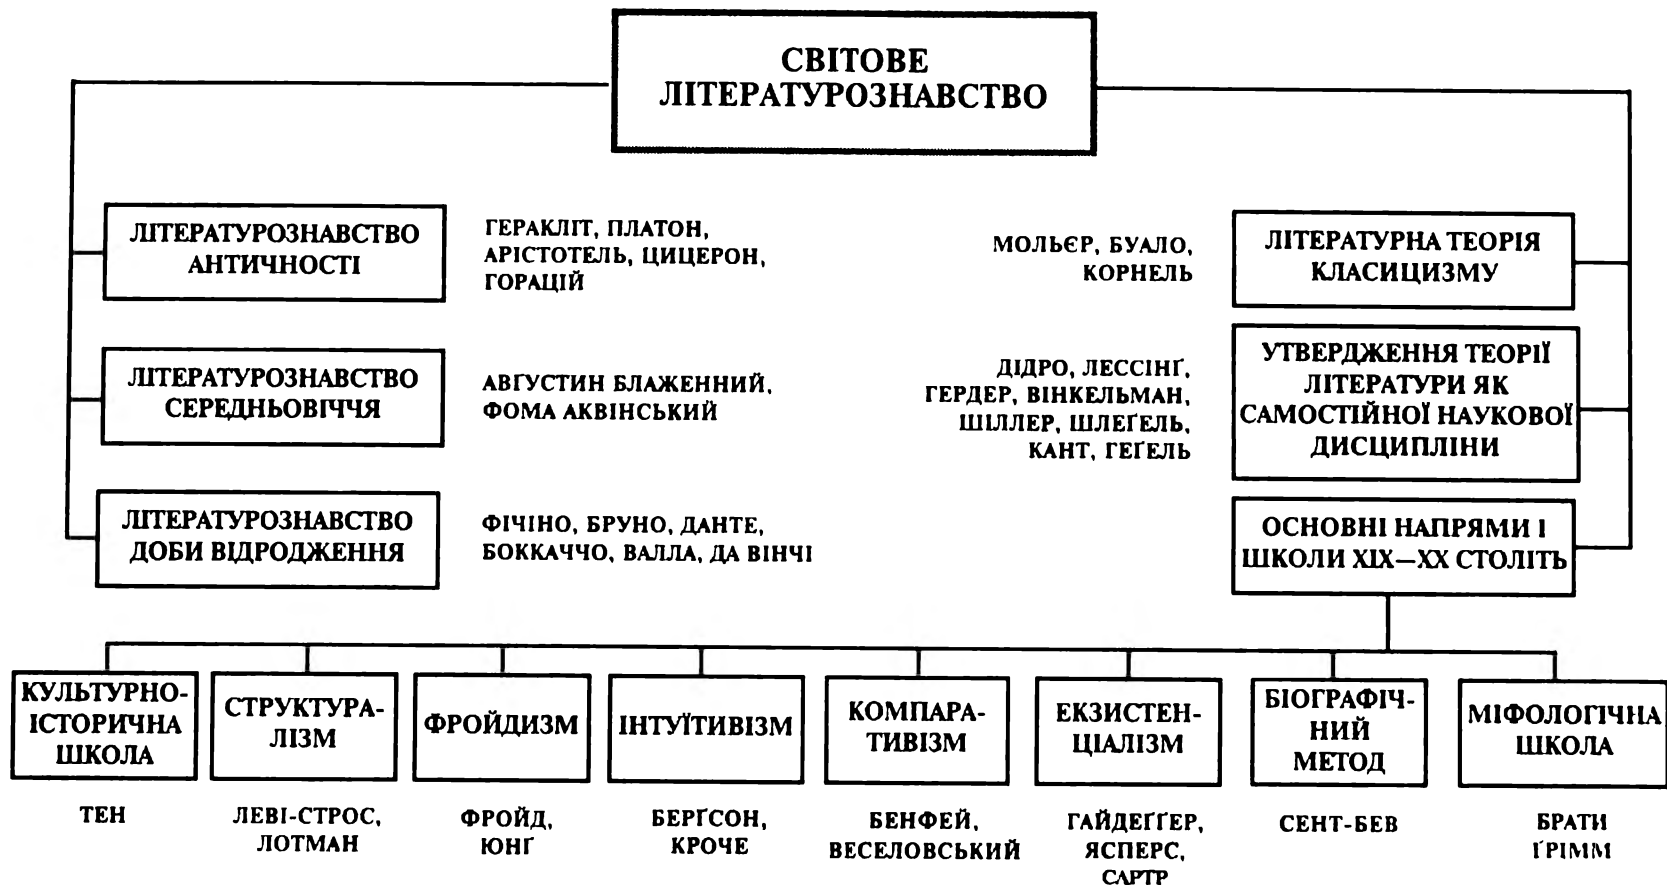 СВІТОВЕ
ЛІТЕРАТУРОЗНАВСТВО
ЛІТЕРАТУРОЗНАВСТВО
АНТИЧНОСТІ
ГЕРАКЛІТ, ПЛАТОН,
АРІСТОТЕЛЬ, ЦИЦЕРОН,
ГОРАЦІЙ
МОЛЬЄР, БУАЛО,
КОРНЕЛЬ
ЛІТЕРАТУРНА ТЕОРІЯ
КЛАСИЦИЗМУ
ЛІТЕРАТУРОЗНАВСТВО
СЕРЕДНЬОВІЧЧЯ
АВҐУСТИН БЛАЖЕННИЙ,
ФОМА АКВІНСЬКИЙ
ДІДРО, ЛЕССІНҐ,
ГЕРДЕР, ВІНКЕЛЬМАН,
ШІЛЛЕР, ШЛЕҐЕЛЬ,
КАНТ, ГЕҐЕЛЬ
УТВЕРДЖЕННЯ ТЕОРІЇ
ЛІТЕРАТУРИ ЯК
САМОСТІЙНОЇ НАУКОВОЇ
ДИСЦИПЛІНИ
ЛІТЕРАТУРОЗНАВСТВО
ДОБИ ВІДРОДЖЕННЯ
ФІЧІНО, БРУНО, ДАНТЕ,
БОККАЧЧО, ВАЛЛА, ДА ВІНЧІ
ОСНОВНІ НАПРЯМИ І
ШКОЛИ XIX—XX СТОЛІТЬ
КУЛЬТУРНО-
ІСТОРИЧНА
ШКОЛА
ТЕН
СТРУКТУРА-
ЛІЗМ
ЛЕВІ-СТРОС,
ЛОТМАН
ФРОЙДИЗМ
ФРОЙД,
ЮНҐ
ІНТУЇТИВІЗМ
БЕРҐСОН,
КРОЧЕ
КОМПАРА-
ТИВІЗМ
БЕНФЕЙ,
ВЕСЕЛОВСЬКИЙ
ЕКЗИСТЕН-
ЦІАЛІЗМ
ГАЙДЕҐҐЕР,
ЯСПЕРС,
САРТР
БІОГРАФІЧ-
НИЙ
МЕТОД
СЕНТ-БЕВ
МІФОЛОГІЧНА
ШКОЛА
БРАТИ
ҐРІММ